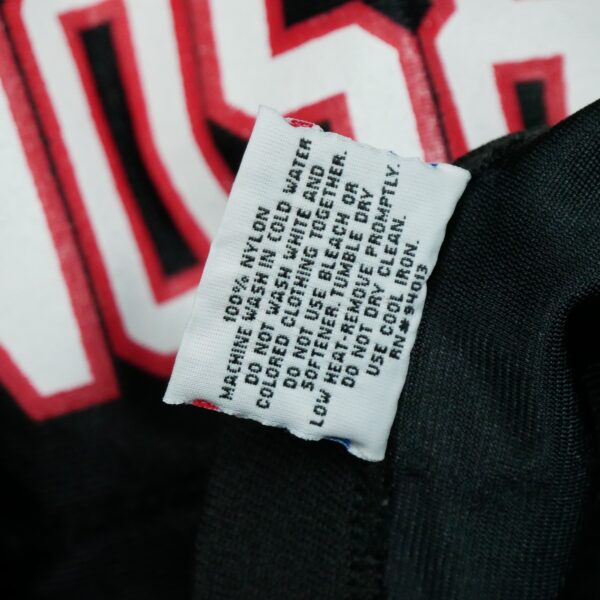 100% NYLON
MACHINE WASH IN COLD WATER
DO NOT WASH WHITE AND
COLORED CLOTHING TOGETHER.
DO NOT USE BLEACH OR
SOFTENER.TUMBLE DRY
LOW HEAT-REMOVE PROMPTLY.
DO NOT DRY CLEAN.
USE COOL IRON.
RN#94013